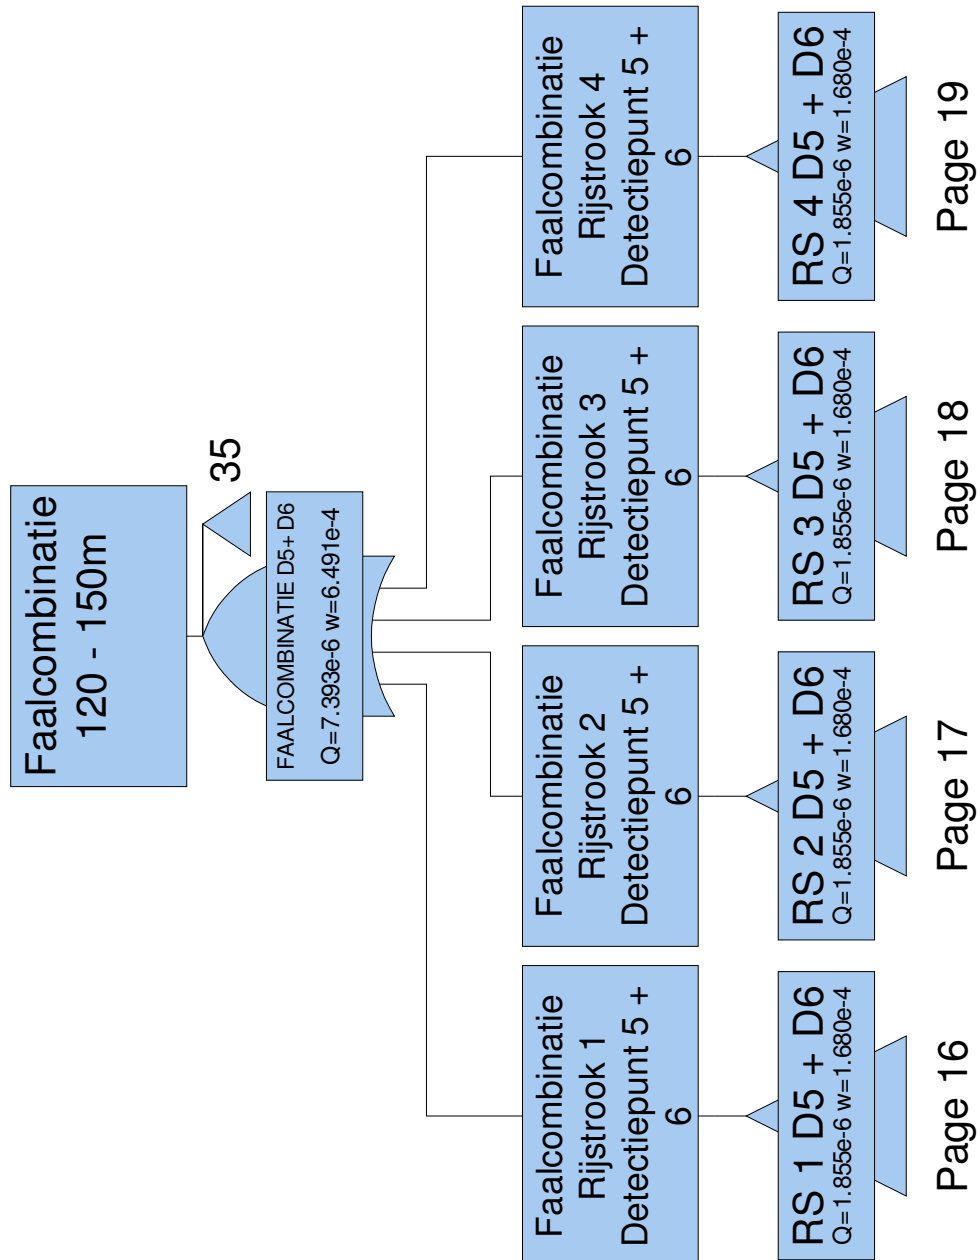 Faalcombinatie
120 - 150m
35
FAALCOMBINATIE D5+ D6
Q=7.393e-6 w=6.491e-4
Faalcombinatie
Rijstrook 1
Detectiepunt 5 +
6
RS 1 D5 + D6
Q=1.855e-6 w=1.680e-4
Page 16
Faalcombinatie
Rijstrook 2
Detectiepunt 5 +
6
RS 2 D5 + D6
Q=1.855e-6 w=1.680e-4
Page 17
Faalcombinatie
Rijstrook 3
Detectiepunt 5 +
6
RS 3 D5 + D6
Q=1.855e-6 w=1.680e-4
Page 18
Faalcombinatie
Rijstrook 4
Detectiepunt 5 +
6
RS 4 D5 + D6
Q=1.855e-6 w=1.680e-4
Page 19